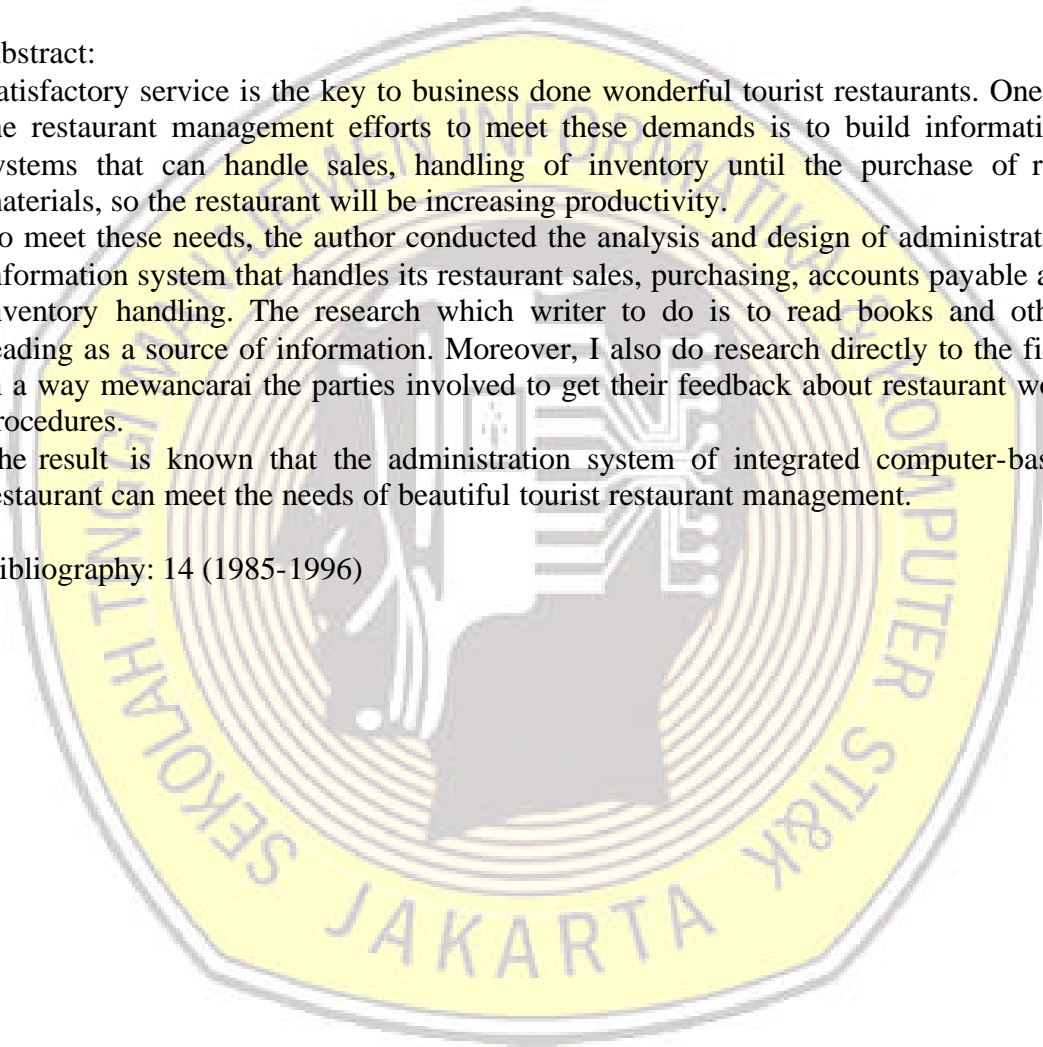 bstract:
atisfactory service is the key to business done wonderful tourist restaurants. One
he restaurant management efforts to meet these demands is to build informati
ystems that can handle sales, handling of inventory until the purchase of r
naterials, so the restaurant will be increasing productivity.
o meet these needs, the author conducted the analysis and design of administrat
nformation system that handles its restaurant sales, purchasing, accounts payable a
nventory handling. The research which writer to do is to read books and oth
eading as a source of information. Moreover, I also do research directly to the fi
n a way mewancarai the parties involved to get their feedback about restaurant wo
rocedures.
he result is known that the administration system of integrated computer-bas
estaurant can meet the needs of beautiful tourist restaurant management.
ibliography: 14 (1985-1996)
SEKOLAH TINGGI MANAJEMEN INFORMATIKA & KOMPUTER STI&K
JAKARTA